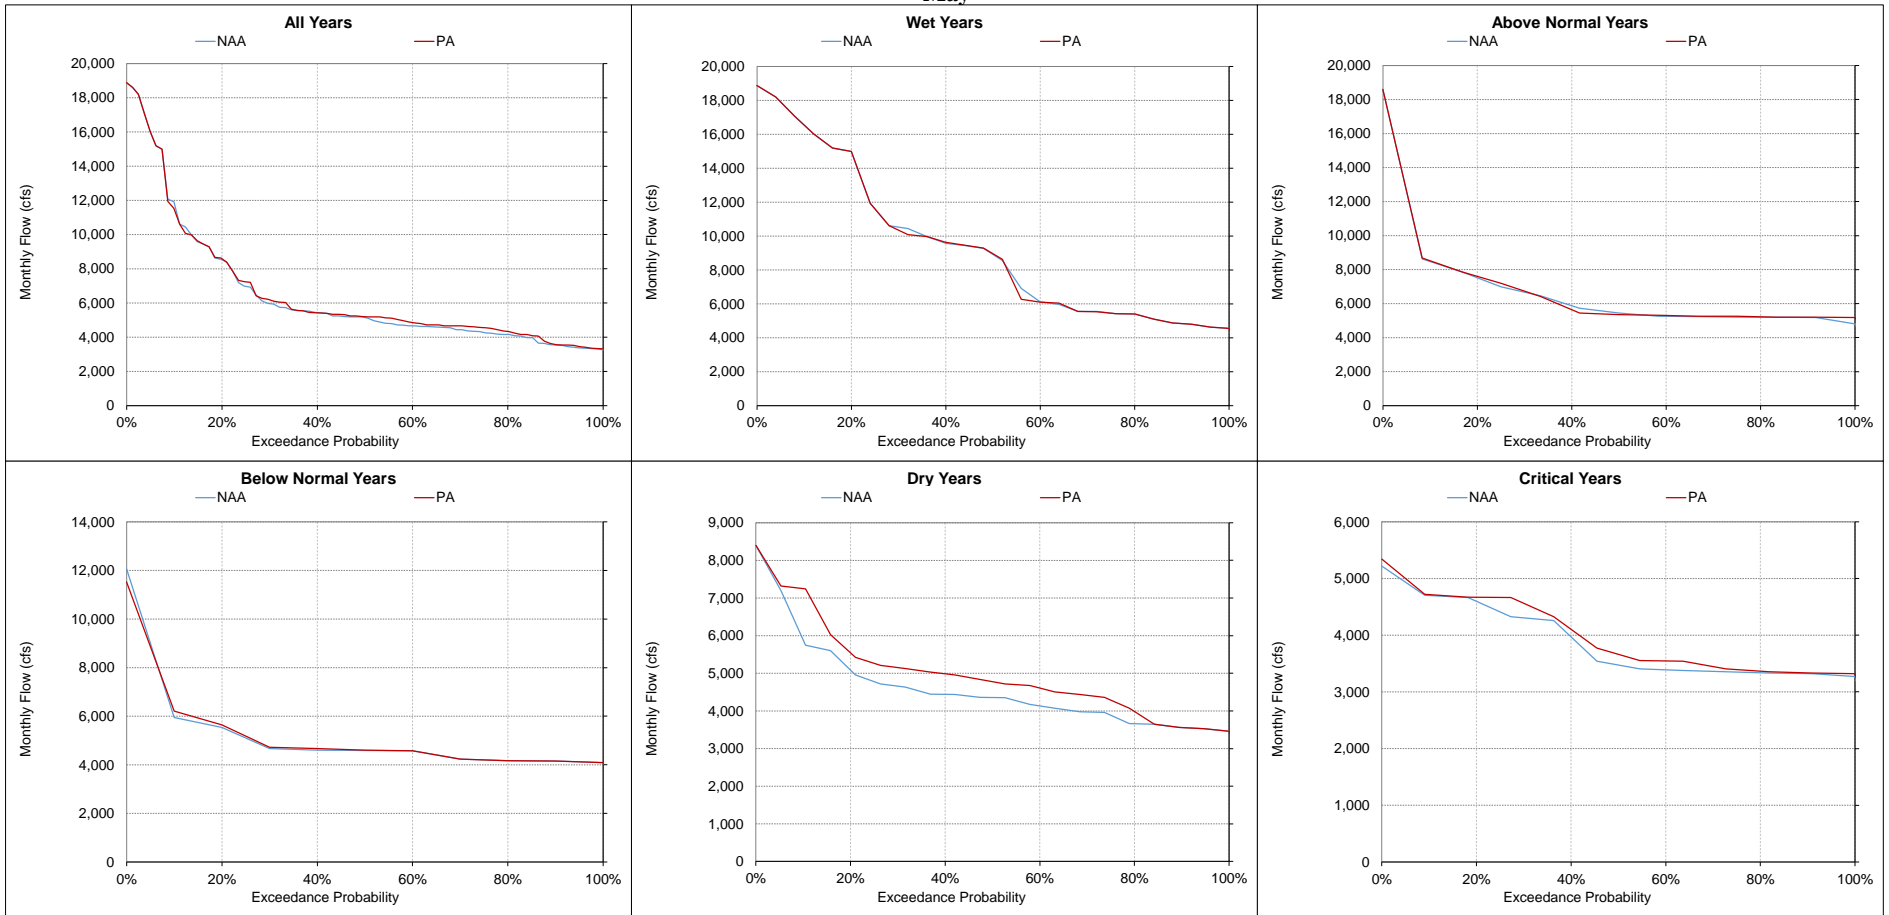 May
All Years
NAA PA
20,000
18,000
16,000
14,000
12,000
10,000
8,000
6,000
4,000
2,000
0
Monthly Flow (cfs)
0% 20% 40% 60% 80% 100%
Exceedance Probability
Wet Years
NAA PA
20,000
18,000
16,000
14,000
12,000
10,000
8,000
6,000
4,000
2,000
0
Monthly Flow (cfs)
0% 20% 40% 60% 80% 100%
Exceedance Probability
Above Normal Years
NAA PA
20,000
18,000
16,000
14,000
12,000
10,000
8,000
6,000
4,000
2,000
0
Monthly Flow (cfs)
0% 20% 40% 60% 80% 100%
Exceedance Probability
Below Normal Years
NAA PA
14,000
12,000
10,000
8,000
6,000
4,000
2,000
0
Monthly Flow (cfs)
0% 20% 40% 60% 80% 100%
Exceedance Probability
Dry Years
NAA PA
9,000
8,000
7,000
6,000
5,000
4,000
3,000
2,000
1,000
0
Monthly Flow (cfs)
0% 20% 40% 60% 80% 100%
Exceedance Probability
Critical Years
NAA PA
6,000
5,000
4,000
3,000
2,000
1,000
0
Monthly Flow (cfs)
0% 20% 40% 60% 80% 100%
Exceedance Probability